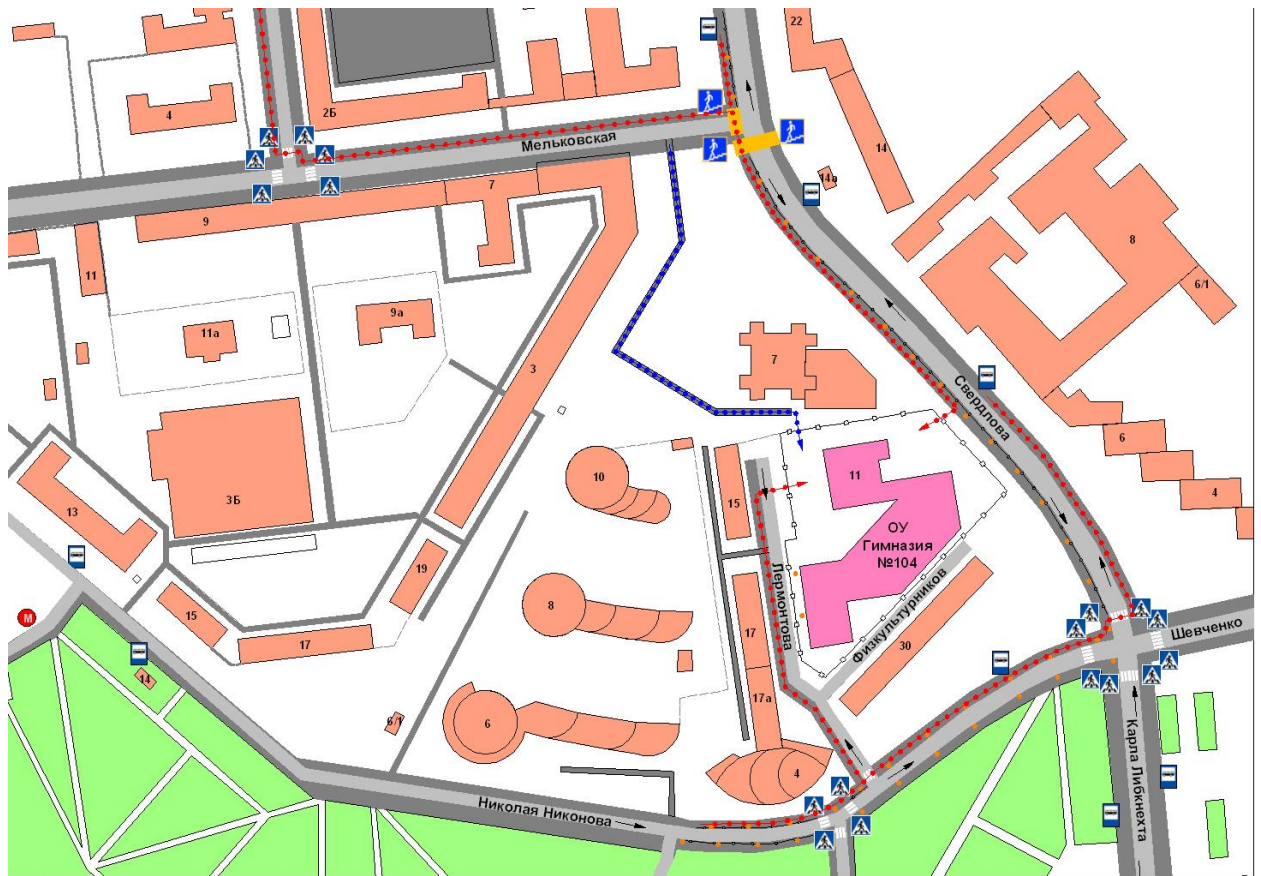 22
4
2Б
14
Мельковская
14а
7
9
8
11
6/1
9а
11а
3
7
Свердлова
6
10
11
4
3Б
15
13
ОУ
Гимназия
№104
19
Лермонтова
Физкультурников
15
8
М
17
17
30
Шевченко
14
17а
6/1
6
Карла Либкнехта
4
Николая Никонова